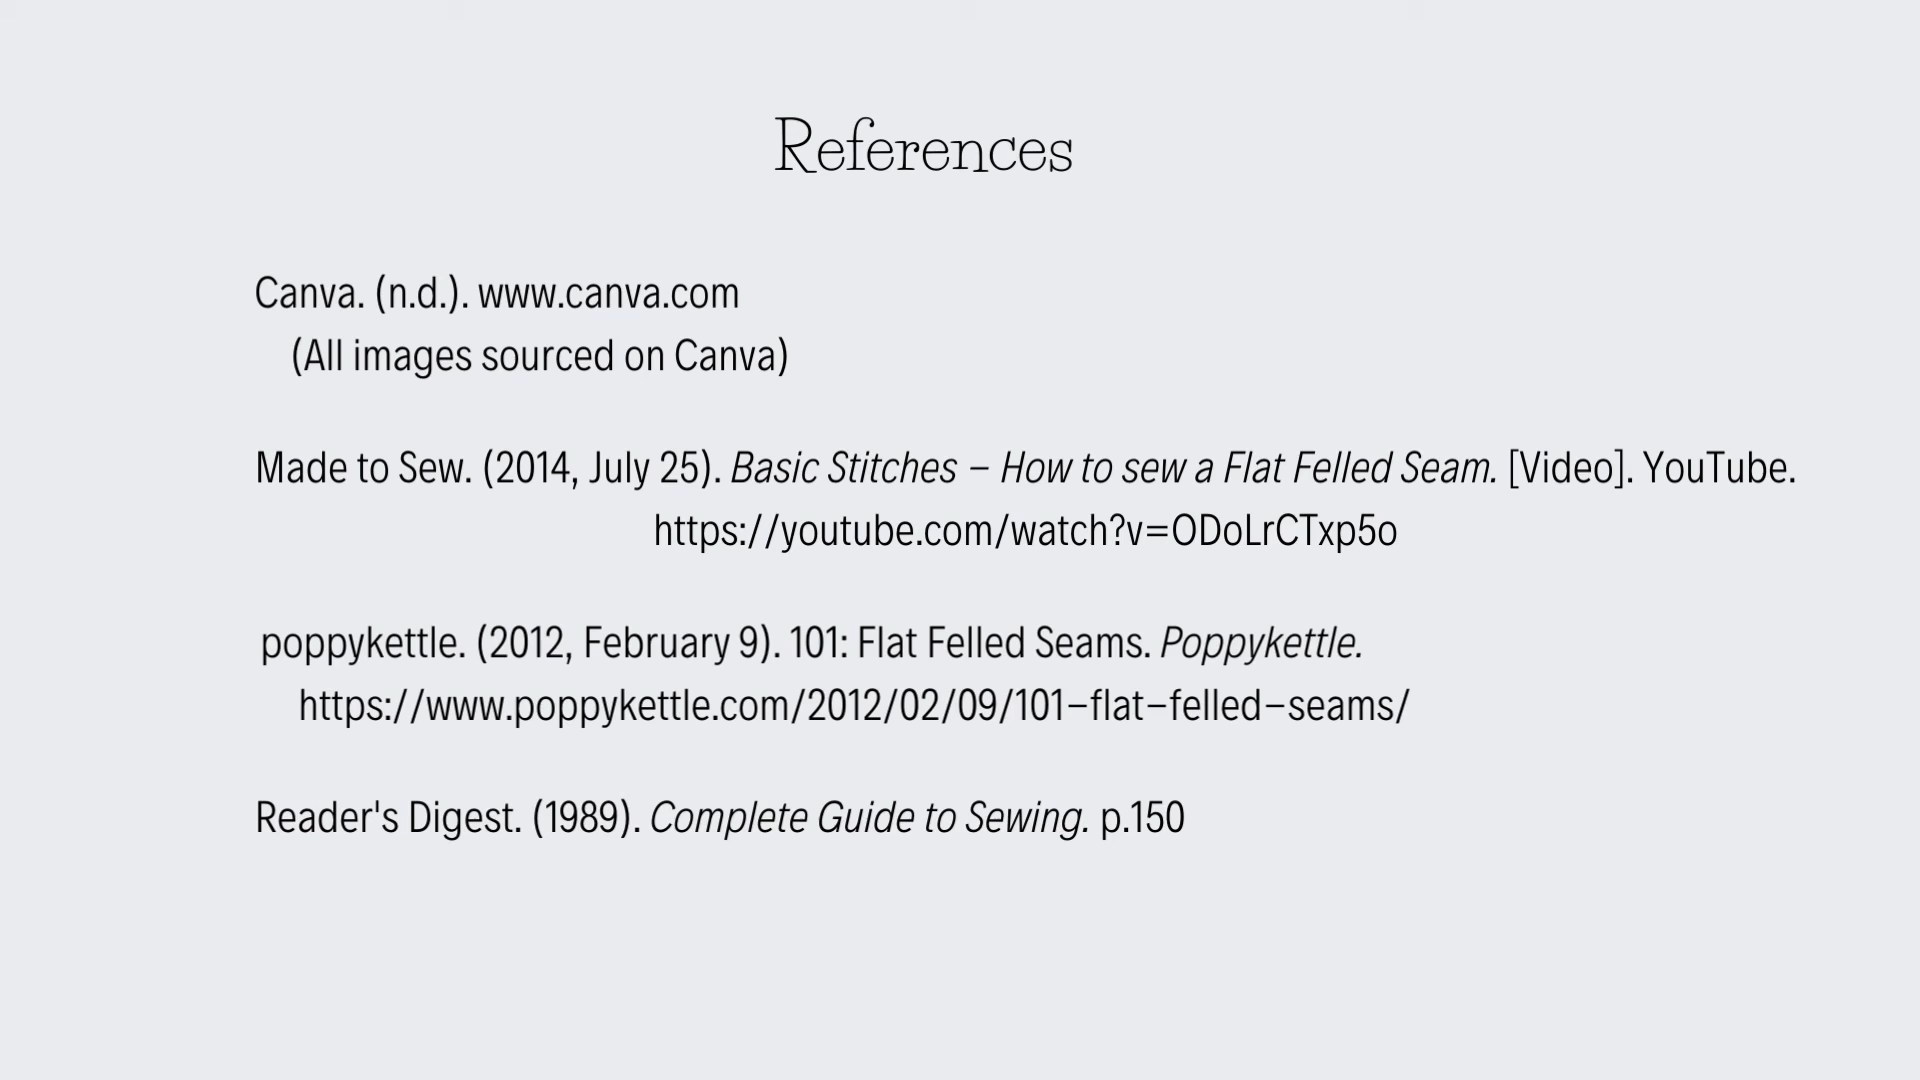 References
Canva. (n.d.). www.canva.com
(All images sourced on Canva)
Made to Sew. (2014, July 25). Basic Stitches – How to sew a Flat Felled Seam. [Video]. YouTube.
https://youtube.com/watch?v=ODoLrCTxp5o
poppykettle. (2012, February 9). 101: Flat Felled Seams. Poppykettle.
https://www.poppykettle.com/2012/02/09/101-flat-felled-seams/
Reader's Digest. (1989). Complete Guide to Sewing. p.150